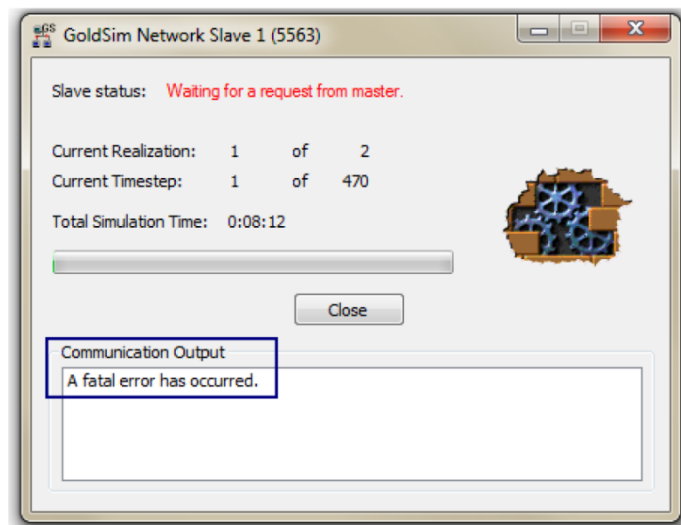 GS
GoldSim Network Slave 1 (5563)
Slave status: Waiting for a request from master.
Current Realization: 1 of 2
Current Timestep: 1 of 470
Total Simulation Time: 0:08:12
Close
Communication Output
A fatal error has occurred.